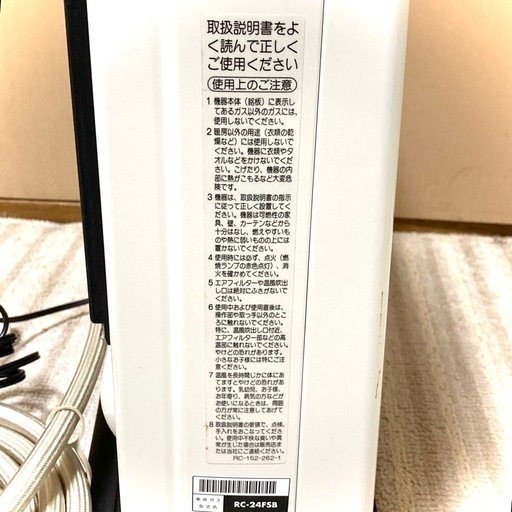 取扱説明書をよ
く読んで正しく
ご使用ください
使用上のご注意
1 機器本体（銘板）に表示し
てあるガス以外のガスには、
使用しないでください。
2 暖房以外の用途（衣類の乾
燥など）には使用しないで
ください。機器に衣類やタ
オルなどをかけないでくだ
さい。こげたり、機器の内
部に熱がこもるなど大変危
険です。
3 機器は、取扱説明書の指示
に従って正しく設置してく
ださい。機器は可燃性の家
具、壁、カーテンなどから
十分はなし、燃えやすいも
のや熱に弱いものの上には
置かないでください。
4 使用時には必ず、点火（燃
焼ランプの赤色点灯）、消
火を確かめてください。
5 エアフィルターや温風吹出
し口は絶対にふさがないで
ください。
6 使用中および使用直後は、
操作部や取っ手以外のとこ
ろに触れないでください。
特に、温風吹出し口付近、
エアフィルター部などの高
温部に触れないでください。
やけどの恐れがあります。
小さなお子様には特にご注
意ください。
7 温風を長時間じかに体にあ
てますとやけどの恐れがあ
ります。乳幼児、お子様、
お年寄り、病気の方などが
お使いになるときは、周囲
の方が常に注意してあげて
ください。
8 取扱説明書の要領で、点検、
手入れをおこなってくださ
い。使用中不快な臭いや異
常が生じた場合は販売店ま
たは当社にご連絡ください。
RC-152-262-1
型式名 RC-24FSB